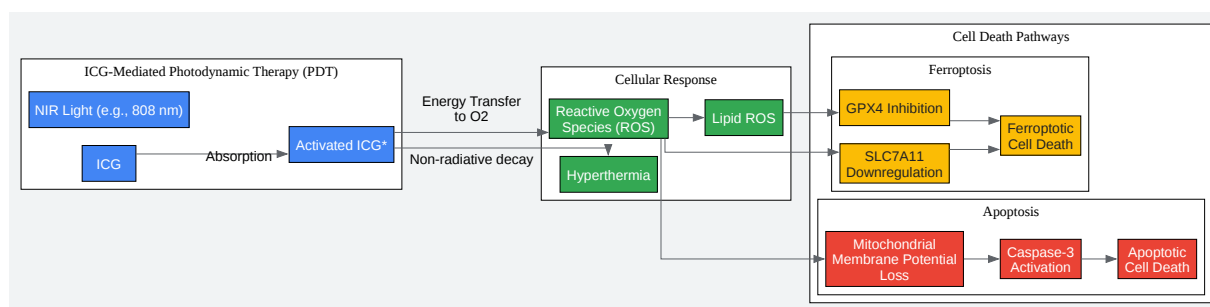 Cell Death Pathways
ICG-Mediated Photodynamic Therapy (PDT)
NIR Light (e.g., 808 nm)
ICG
Absorption
Activated ICG*
Energy Transfer
to O2
Non-radiative decay
Cellular Response
Reactive Oxygen
Species (ROS)
Lipid ROS
Hyperthermia
Ferroptosis
GPX4 Inhibition
SLC7A11
Downregulation
Ferroptotic
Cell Death
Apoptosis
Mitochondrial
Membrane Potential
Loss
Caspase-3
Activation
Apoptotic
Cell Death